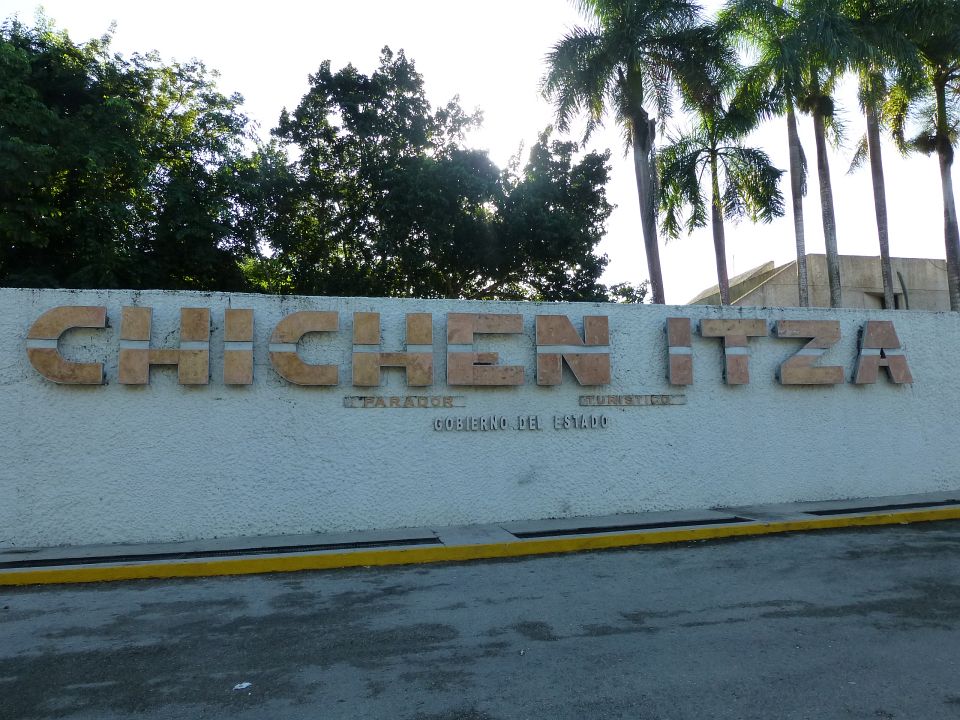 CHICHEN ITZA
PARADOR TURISTICO
GOBIERNO DEL ESTADO